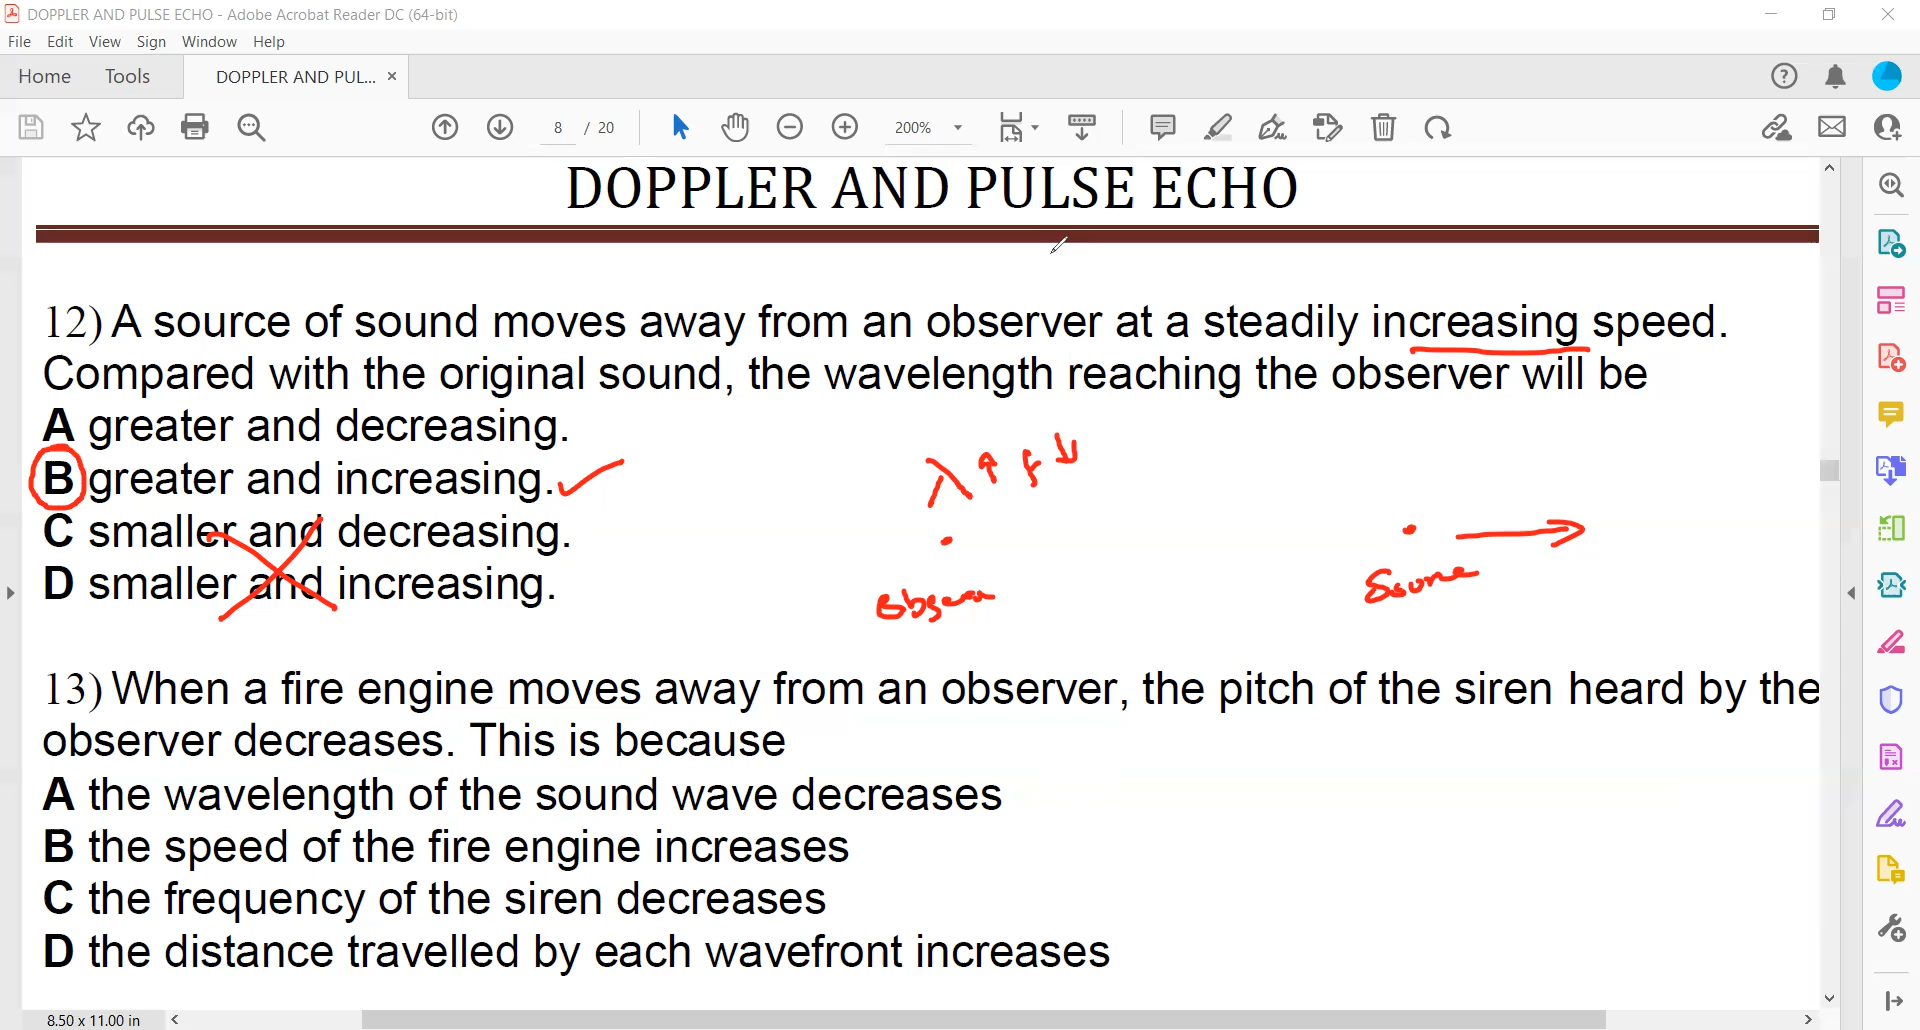 DOPPLER AND PULSE ECHO - Adobe Acrobat Reader DC (64-bit)
File Edit View Sign Window Help
Home Tools DOPPLER AND PUL... ×
8 / 20 200%
DOPPLER AND PULSE ECHO
12) A source of sound moves away from an observer at a steadily increasing speed.
Compared with the original sound, the wavelength reaching the observer will be
A greater and decreasing.
B greater and increasing. ✓
λ↑ f↓
C smaller and decreasing.
D smaller and increasing.
Source
13) When a fire engine moves away from an observer, the pitch of the siren heard by the
observer decreases. This is because
A the wavelength of the sound wave decreases
B the speed of the fire engine increases
C the frequency of the siren decreases
D the distance travelled by each wavefront increases
8.50 x 11.00 in